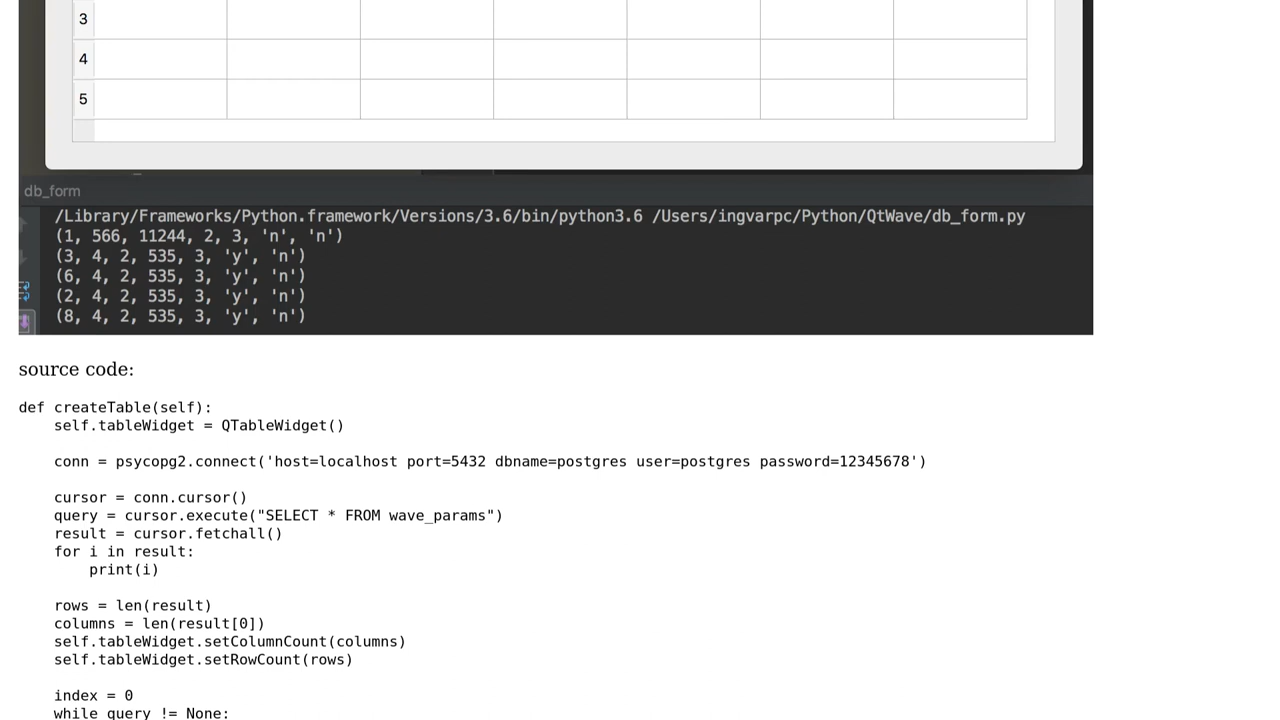 3
4
5
db_form
/Library/Frameworks/Python.framework/Versions/3.6/bin/python3.6 /Users/ingvarpc/Python/QtWave/db_form.py
(1, 566, 11244, 2, 3, 'n', 'n')
(3, 4, 2, 535, 3, 'y', 'n')
(6, 4, 2, 535, 3, 'y', 'n')
(2, 4, 2, 535, 3, 'y', 'n')
(8, 4, 2, 535, 3, 'y', 'n')
source code:
def createTable(self):
    self.tableWidget = QTableWidget()
    conn = psycopg2.connect('host=localhost port=5432 dbname=postgres user=postgres password=12345678')
    cursor = conn.cursor()
    query = cursor.execute("SELECT * FROM wave_params")
    result = cursor.fetchall()
    for i in result:
        print(i)
    rows = len(result)
    columns = len(result[0])
    self.tableWidget.setColumnCount(columns)
    self.tableWidget.setRowCount(rows)
    index = 0
    while query != None: